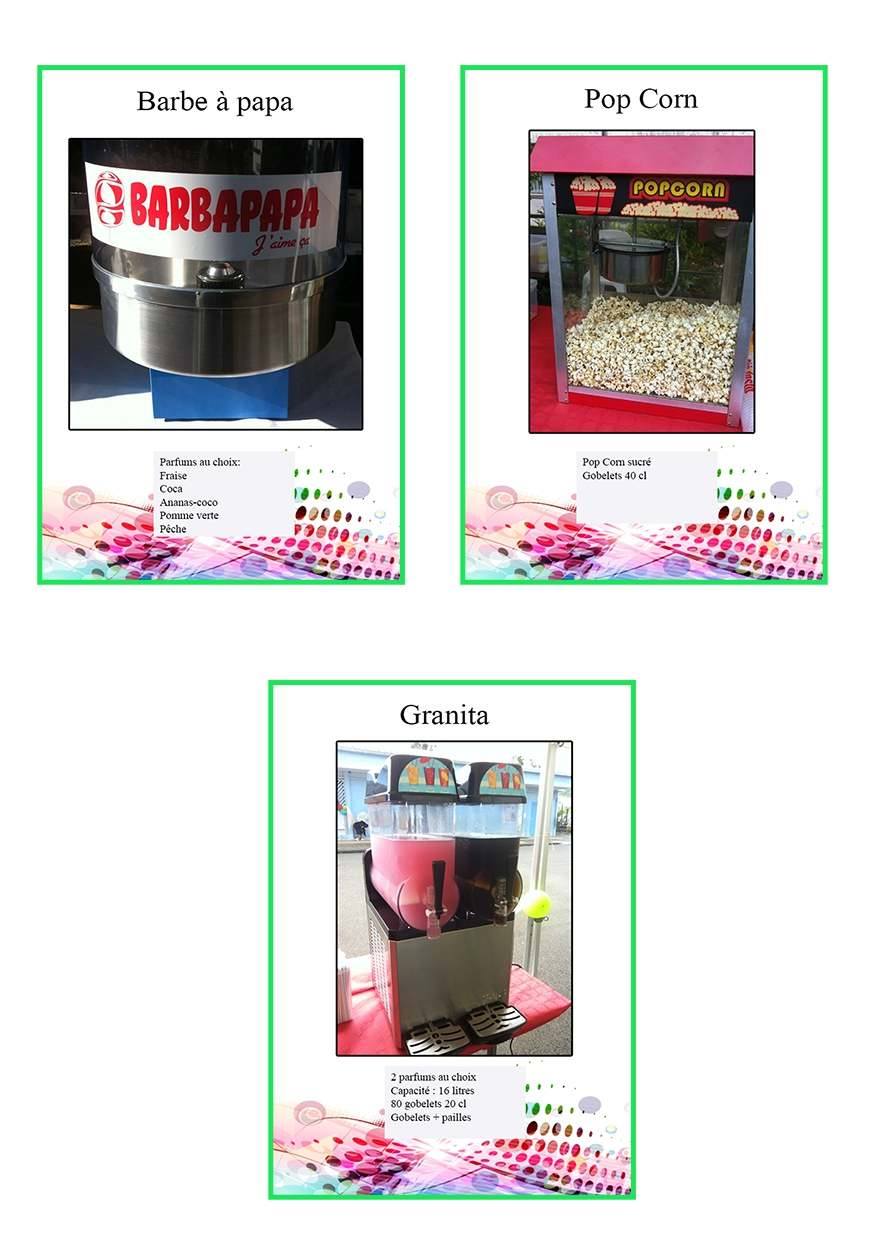 Barbe à papa
BARBAPAPA
J'aime ça
Parfums au choix:
Fraise
Coca
Ananas-coco
Pomme verte
Pêche
Pop Corn
POPCORN
Pop Corn sucré
Gobelets 40 cl
Granita
2 parfums au choix
Capacité : 16 litres
80 gobelets 20 cl
Gobelets + pailles